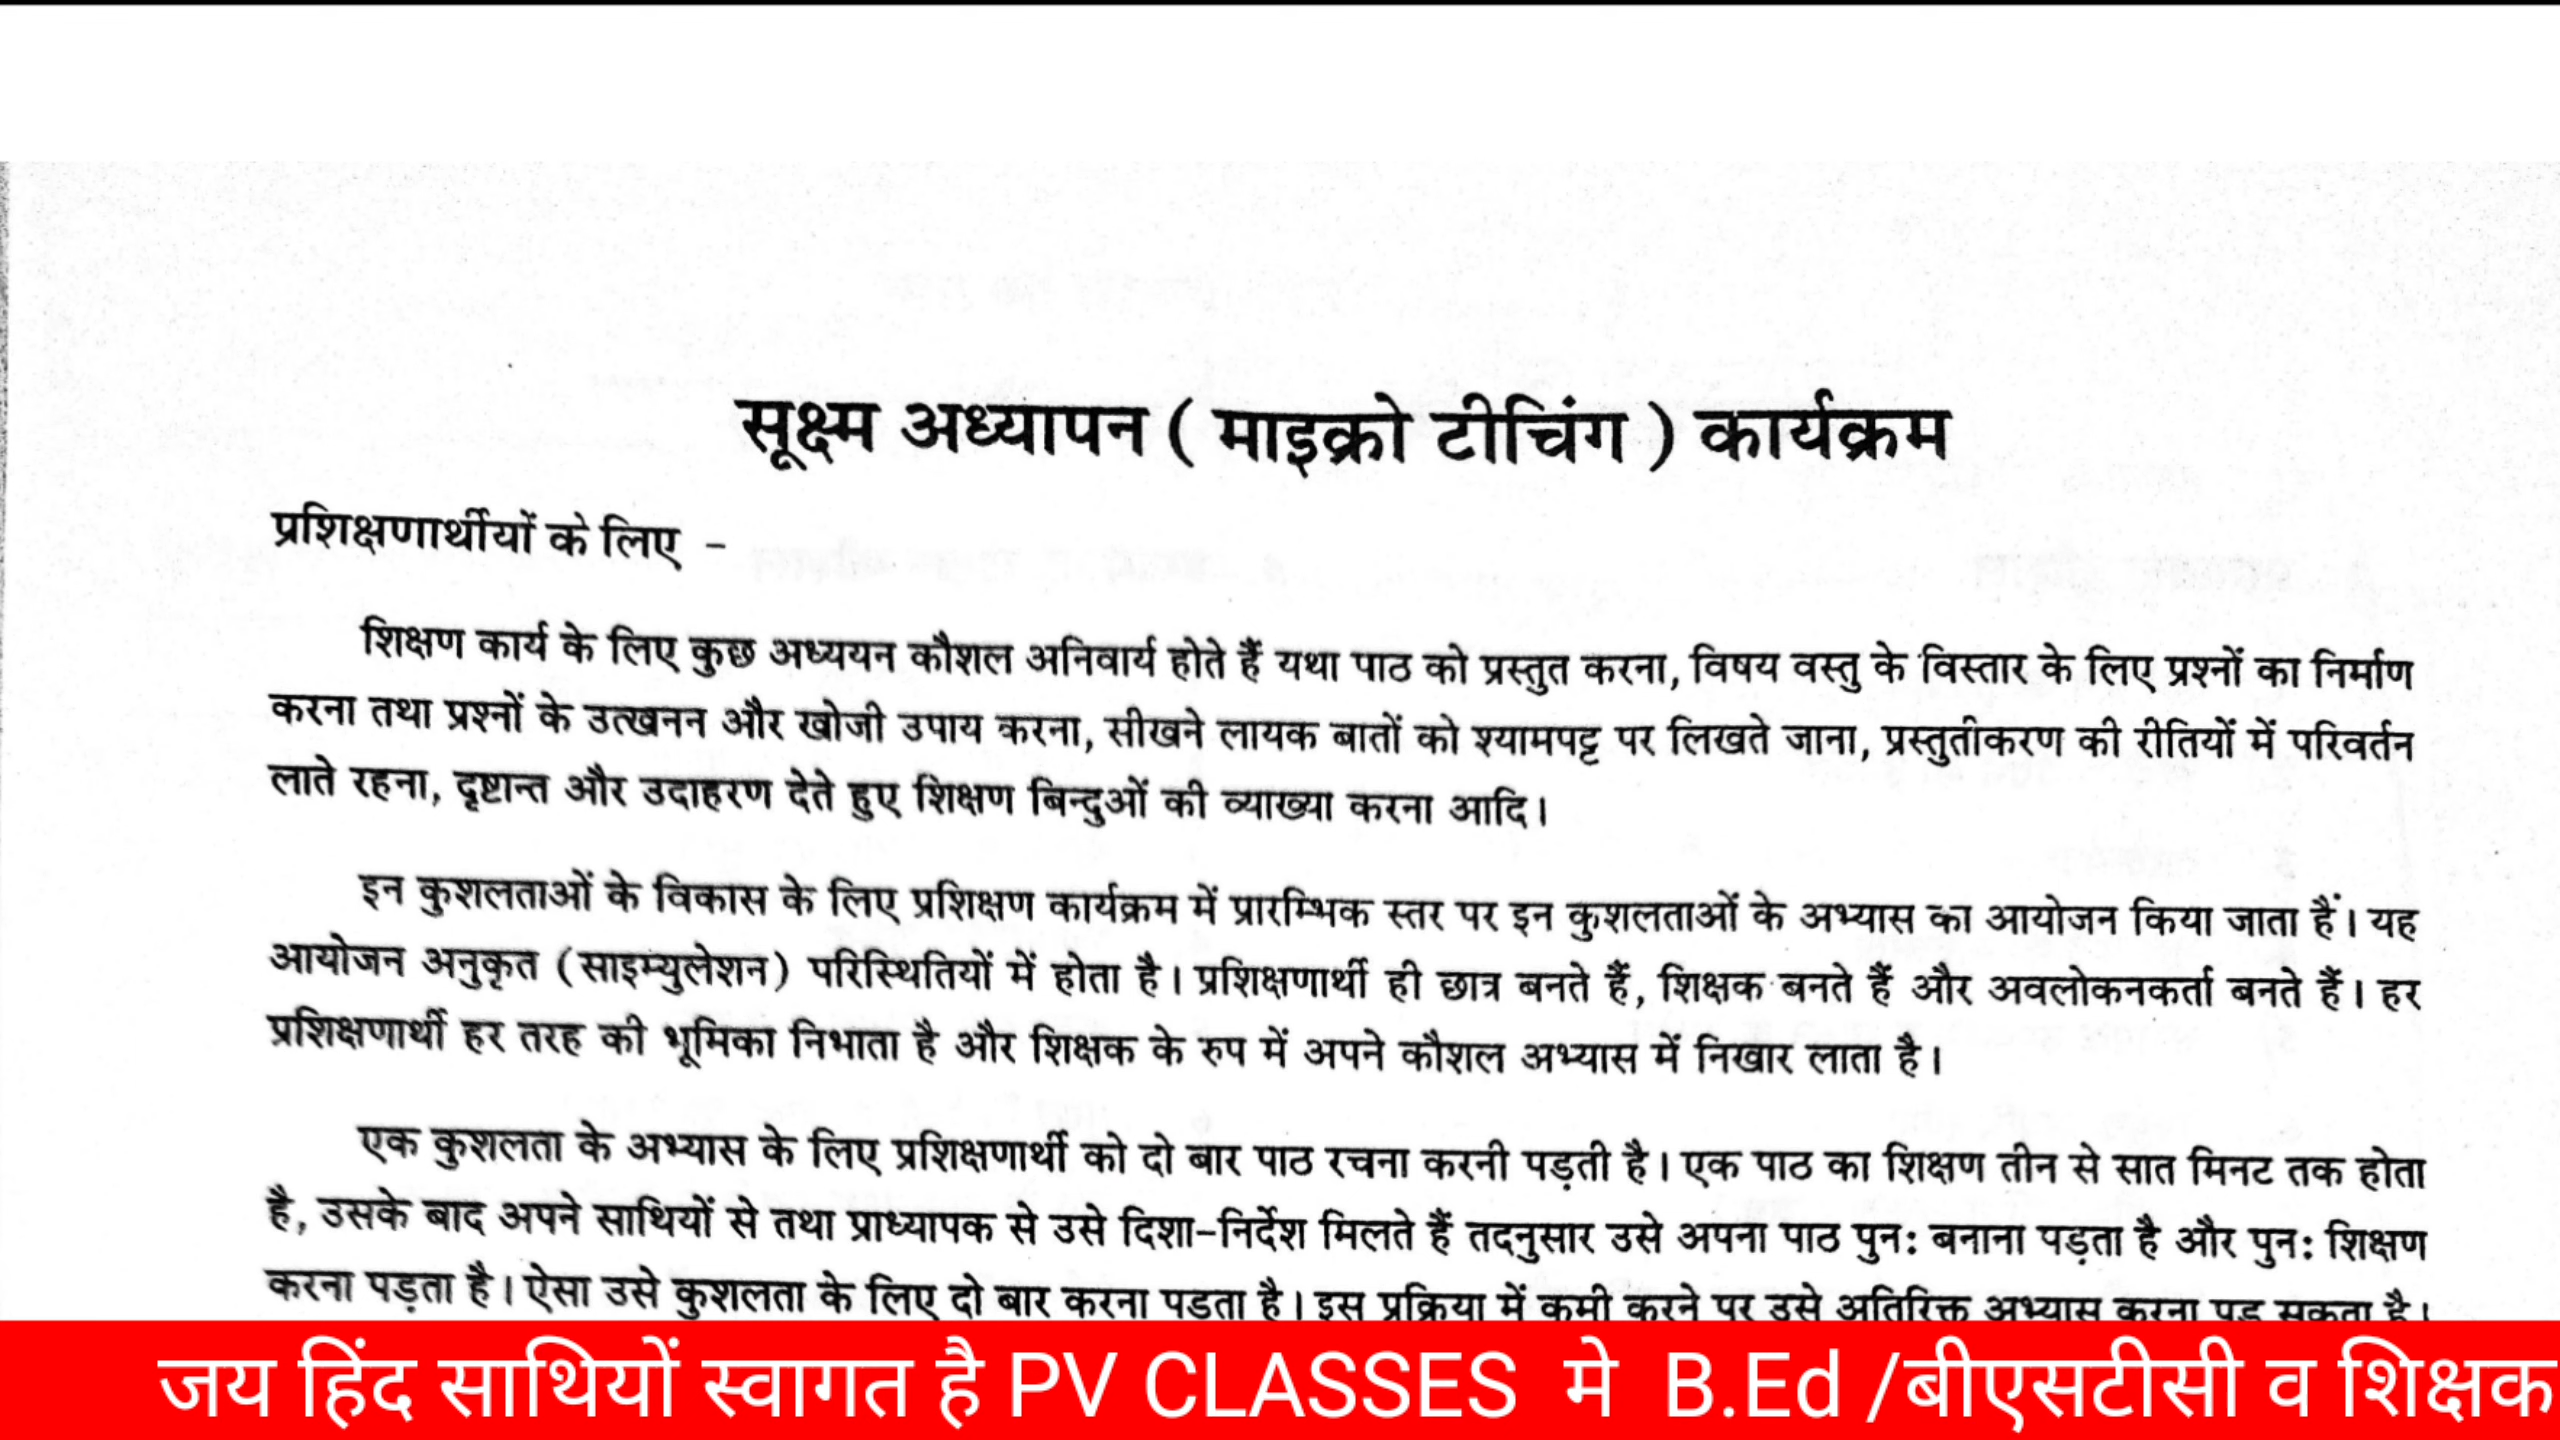 सूक्ष्म अध्यापन ( माइक्रो टीचिंग ) कार्यक्रम
प्रशिक्षणार्थीयों के लिए -
शिक्षण कार्य के लिए कुछ अध्ययन कौशल अनिवार्य होते हैं यथा पाठ को प्रस्तुत करना, विषय वस्तु के विस्तार के लिए प्रश्नों का निर्माण
करना तथा प्रश्नों के उत्खनन और खोजी उपाय करना, सीखने लायक बातों को श्यामपट्ट पर लिखते जाना, प्रस्तुतीकरण की रीतियों में परिवर्तन
लाते रहना, दृष्टान्त और उदाहरण देते हुए शिक्षण बिन्दुओं की व्याख्या करना आदि।
इन कुशलताओं के विकास के लिए प्रशिक्षण कार्यक्रम में प्रारम्भिक स्तर पर इन कुशलताओं के अभ्यास का आयोजन किया जाता हैं। यह
आयोजन अनुकृत (साइम्युलेशन) परिस्थितियों में होता है। प्रशिक्षणार्थी ही छात्र बनते हैं, शिक्षक बनते हैं और अवलोकनकर्ता बनते हैं। हर
प्रशिक्षणार्थी हर तरह की भूमिका निभाता है और शिक्षक के रुप में अपने कौशल अभ्यास में निखार लाता है।
एक कुशलता के अभ्यास के लिए प्रशिक्षणार्थी को दो बार पाठ रचना करनी पड़ती है। एक पाठ का शिक्षण तीन से सात मिनट तक होता
है, उसके बाद अपने साथियों से तथा प्राध्यापक से उसे दिशा-निर्देश मिलते हैं तदनुसार उसे अपना पाठ पुन: बनाना पड़ता है और पुन: शिक्षण
करना पड़ता है। ऐसा उसे कुशलता के लिए दो बार करना पडता है। इस प्रक्रिया में कमी करने पर उसे अतिरिक्त अभ्यास करना पड सकता है।
जय हिंद साथियों स्वागत है PV CLASSES मे B.Ed /बीएसटीसी व शिक्षक